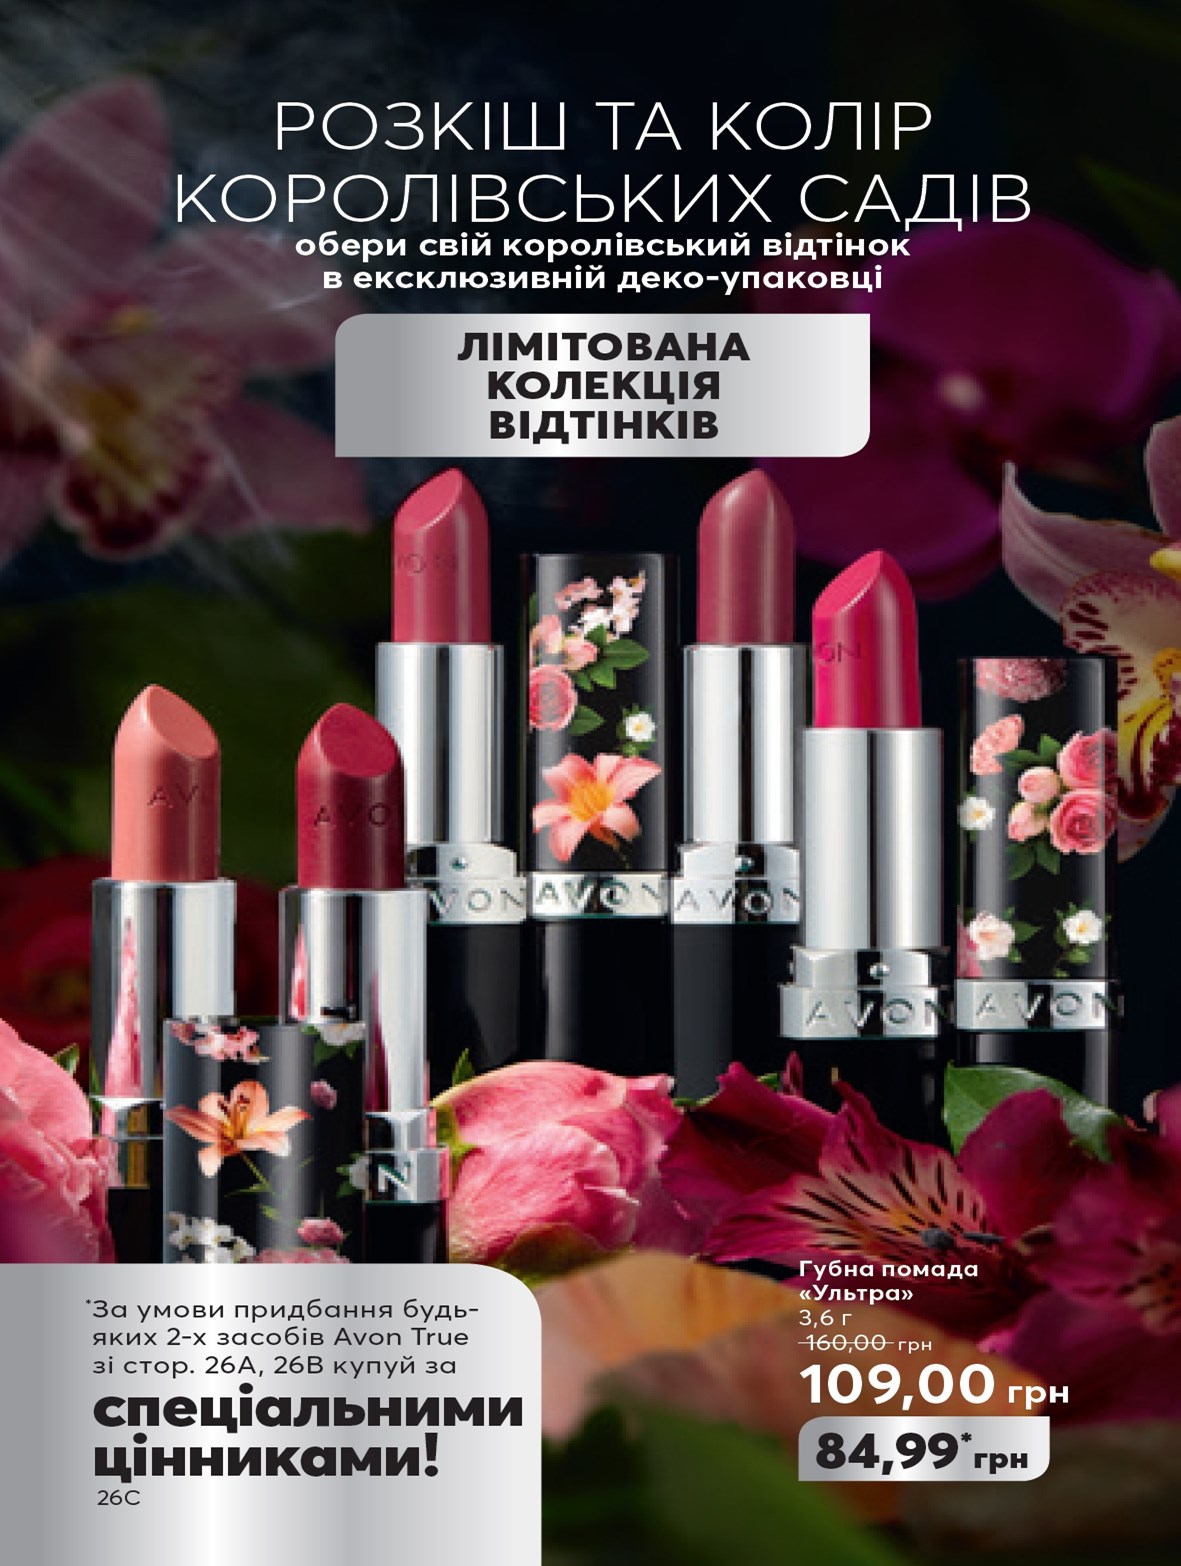 РОЗКІШ ТА КОЛІР
КОРОЛІВСЬКИХ САДІВ
обери свій королівський відтінок
в ексклюзивній деко-упаковці
ЛІМІТОВАНА
КОЛЕКЦІЯ
ВІДТІНКІВ
AVON
AVON
AVON
AVON
AVON
*За умови придбання будь-
яких 2-х засобів Avon True
зі стор. 26A, 26B купуй за
спеціальними
цінниками!
26C
Губна помада
«Ультра»
3,6 г
160,00 грн
109,00 грн
84,99* грн